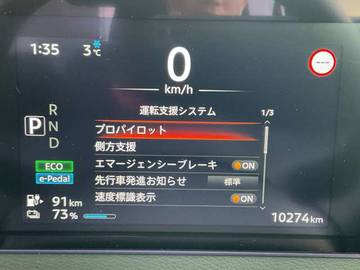 1:35
3℃
0
km/h
---
運転支援システム
1/3
P
R
N
D
プロパイロット
側方支援
エマージェンシーブレーキ ON
先行車発進お知らせ 標準
速度標識表示 ON
ECO
e-Pedal
91km
73%
10274km